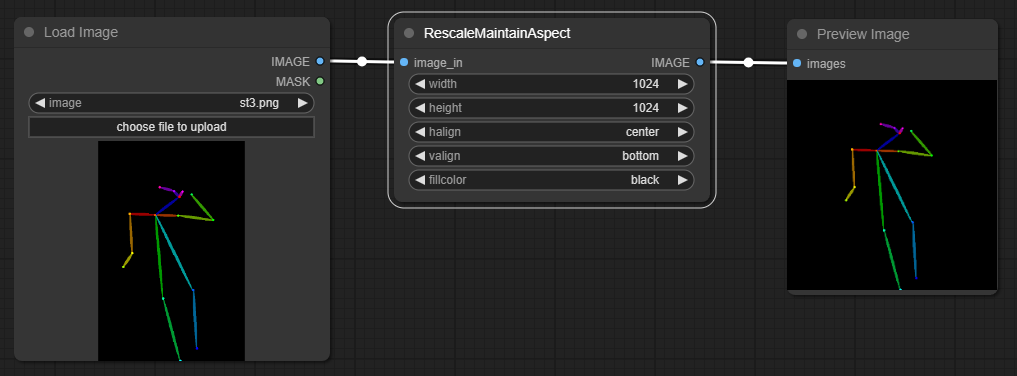 Load Image
IMAGE
MASK
image st3.png
choose file to upload
RescaleMaintainAspect
image_in IMAGE
width 1024
height 1024
halign center
valign bottom
fillcolor black
Preview Image
images